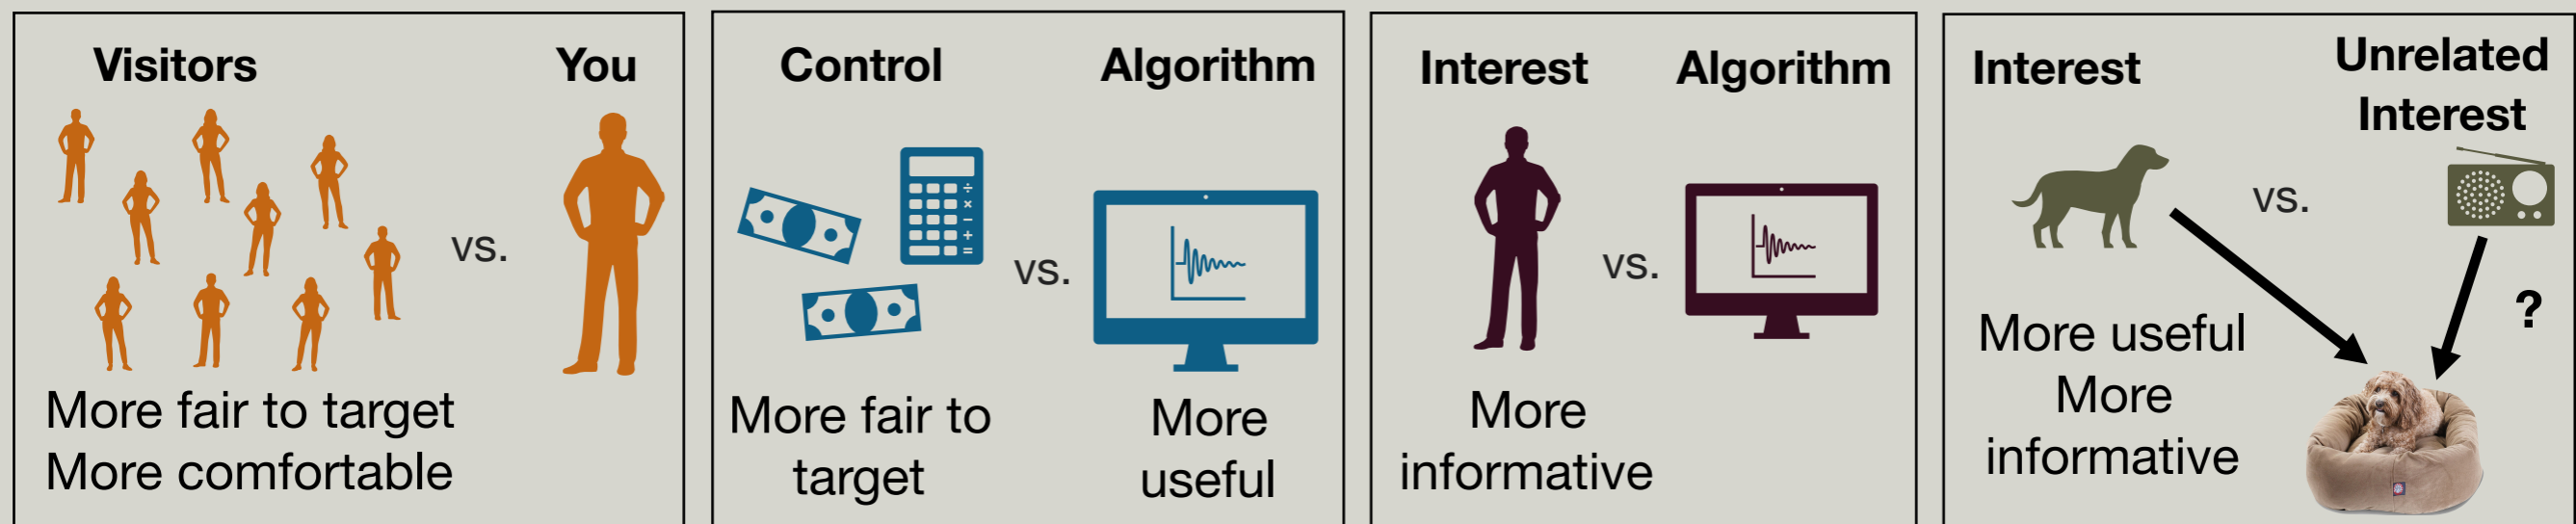 Visitors
vs.
You
More fair to target
More comfortable
Control
vs.
Algorithm
More fair to
target
More
useful
Interest
vs.
Algorithm
More
informative
Interest
vs.
Unrelated
Interest
?
More useful
More
informative